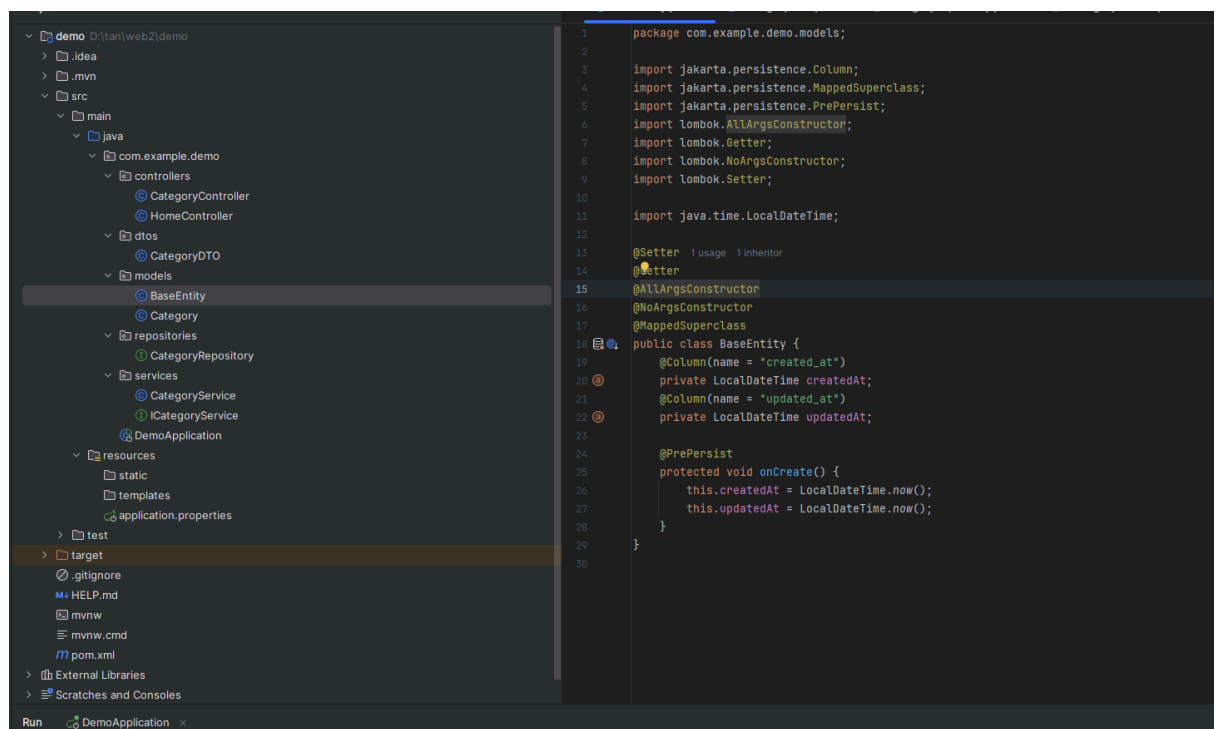 demo D:\tan\web2\demo
.idea
.mvn
src
main
java
com.example.demo
controllers
CategoryController
HomeController
dtos
CategoryDTO
models
BaseEntity
Category
repositories
CategoryRepository
services
CategoryService
ICategoryService
DemoApplication
resources
static
templates
application.properties
test
target
.gitignore
HELP.md
mvnw
mvnw.cmd
pom.xml
External Libraries
Scratches and Consoles
Run DemoApplication ×
1 package com.example.demo.models;
2
3 import jakarta.persistence.Column;
4 import jakarta.persistence.MappedSuperclass;
5 import jakarta.persistence.PrePersist;
6 import lombok.AllArgsConstructor;
7 import lombok.Getter;
8 import lombok.NoArgsConstructor;
9 import lombok.Setter;
10
11 import java.time.LocalDateTime;
12
13 @Setter 1 usage 1 inheritor
14 @Getter
15 @AllArgsConstructor
16 @NoArgsConstructor
17 @MappedSuperclass
18 public class BaseEntity {
19 @Column(name = "created_at")
20 private LocalDateTime createdAt;
21 @Column(name = "updated_at")
22 private LocalDateTime updatedAt;
23
24 @PrePersist
25 protected void onCreate() {
26 this.createdAt = LocalDateTime.now();
27 this.updatedAt = LocalDateTime.now();
28 }
29 }
30